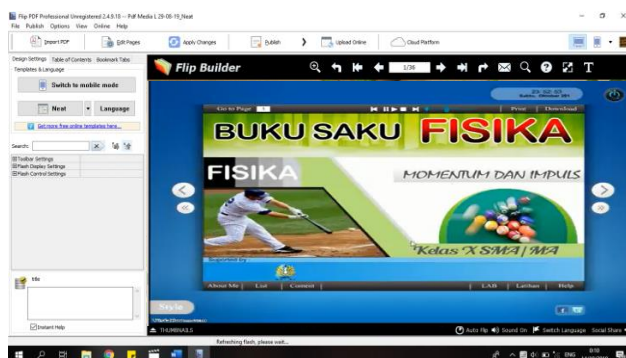 Flip PDF Professional Unregistered 2.4.9.18 -- Pdf Media L 29-08-19_Neat
File Publish Options View Online Help
Import PDF Edit Pages Apply Changes Publish Upload Online Cloud Platform
Design Settings Table of Contents Bookmark Tabs
Templates & Language
Switch to mobile mode
Neat Language
Get more free online templates here...
Search:
Toolbar Settings
Flash Display Settings
Flash Control Settings
title
Instant Help
Flip Builder
1/36
Go to Page Print Download
BUKU SAKU FISIKA
FISIKA
MOMENTUM DAN IMPULS
Kelas X SMA/MA
Suported by
About Me List Content LAB Latihan Help
Style
THUMBNAILS Auto Flip Sound On Switch Language Social Share
Refreshing flash, please wait...
ENG